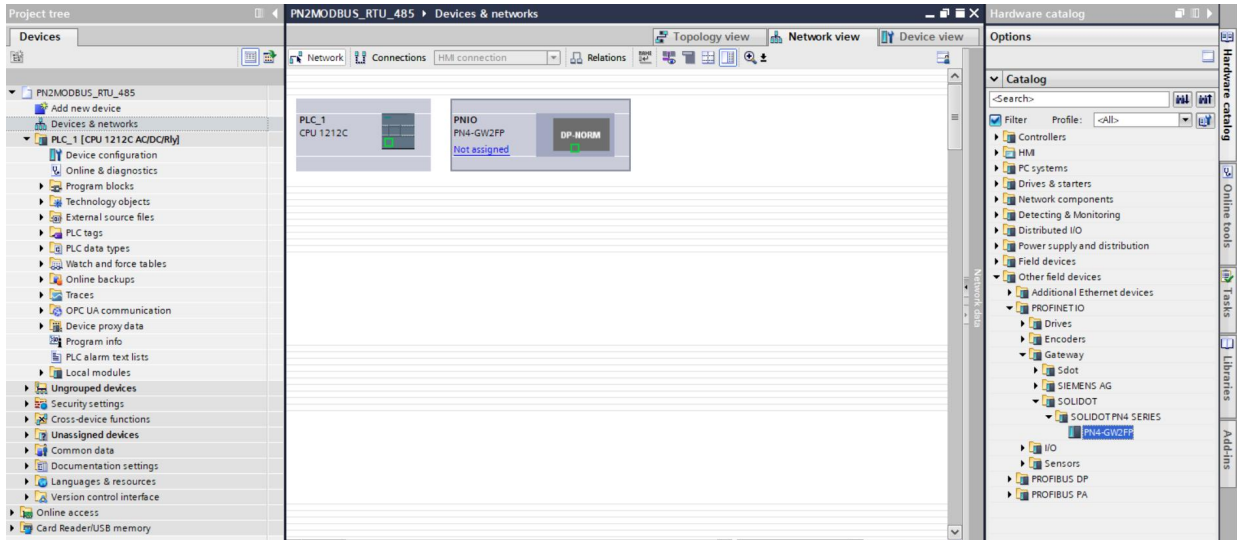 Project tree
Devices
PN2MODBUS_RTU_485
Add new device
Devices & networks
PLC_1 [CPU 1212C AC/DC/Rly]
Device configuration
Online & diagnostics
Program blocks
Technology objects
External source files
PLC tags
PLC data types
Watch and force tables
Online backups
Traces
OPC UA communication
Device proxy data
Program info
PLC alarm text lists
Local modules
Ungrouped devices
Security settings
Cross-device functions
Unassigned devices
Common data
Documentation settings
Languages & resources
Version control interface
Online access
Card Reader/USB memory
PN2MODBUS_RTU_485 Devices & networks
Topology view Network view Device view
Network Connections HMI connection Relations
PLC_1
CPU 1212C
PNIO
PN4-GW2FP
Not assigned
DP-NORM
Network data
Hardware catalog
Options
Catalog
<Search>
Filter Profile: <All>
Controllers
HMI
PC systems
Drives & starters
Network components
Detecting & Monitoring
Distributed I/O
Power supply and distribution
Field devices
Other field devices
Additional Ethernet devices
PROFINET IO
Drives
Encoders
Gateway
Sdot
SIEMENS AG
SOLIDOT
SOLIDOT PN4 SERIES
PN4-GW2FP
I/O
Sensors
PROFIBUS DP
PROFIBUS PA
Hardware catalog
Online tools
Tasks
Libraries
Add-ins